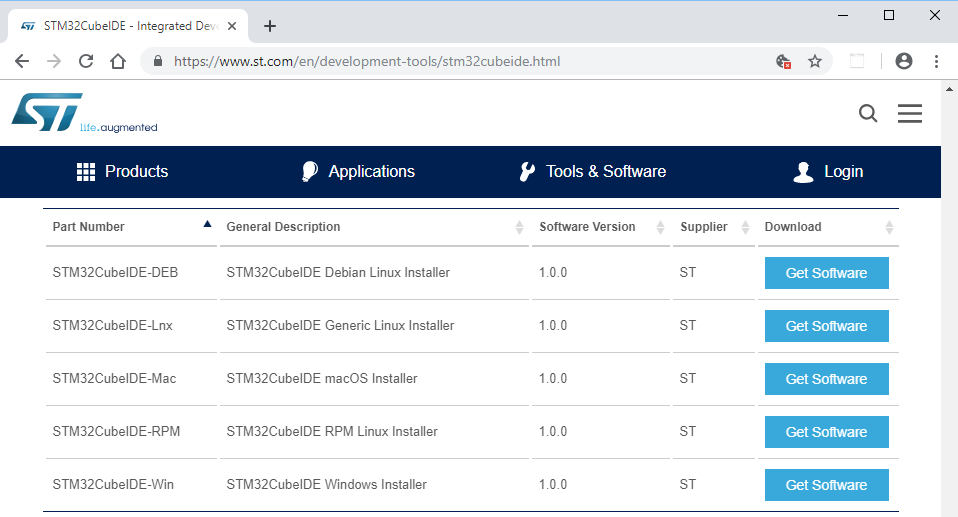 STM32CubeIDE - Integrated Deve
https://www.st.com/en/development-tools/stm32cubeide.html
ST life.augmented
Products Applications Tools & Software Login
Part Number General Description Software Version Supplier Download
STM32CubeIDE-DEB STM32CubeIDE Debian Linux Installer 1.0.0 ST Get Software
STM32CubeIDE-Lnx STM32CubeIDE Generic Linux Installer 1.0.0 ST Get Software
STM32CubeIDE-Mac STM32CubeIDE macOS Installer 1.0.0 ST Get Software
STM32CubeIDE-RPM STM32CubeIDE RPM Linux Installer 1.0.0 ST Get Software
STM32CubeIDE-Win STM32CubeIDE Windows Installer 1.0.0 ST Get Software